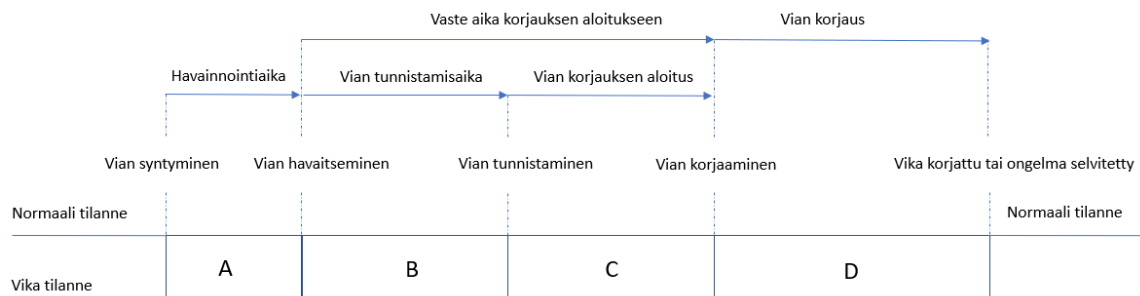 Vaste aika korjauksen aloitukseen
Vian korjaus
Havainnointiaika
Vian tunnistamisaika
Vian korjauksen aloitus
Vian syntyminen
Vian havaitseminen
Vian tunnistaminen
Vian korjaaminen
Vika korjattu tai ongelma selvitetty
Normaali tilanne
Normaali tilanne
A
B
C
D
Vika tilanne